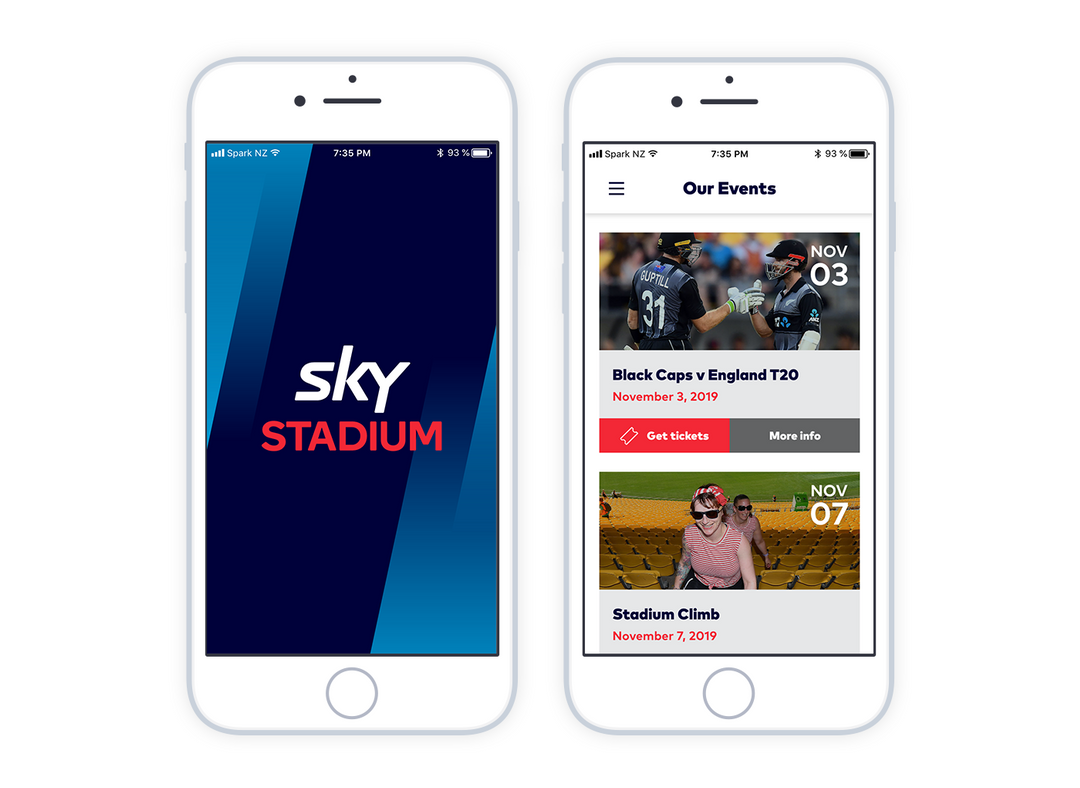 Spark NZ 7:35 PM 93 %
sky
STADIUM
Spark NZ 7:35 PM 93 %
Our Events
NOV
03
GUPTILL
31
ANZ
Black Caps v England T20
November 3, 2019
Get tickets More info
NOV
07
Stadium Climb
November 7, 2019